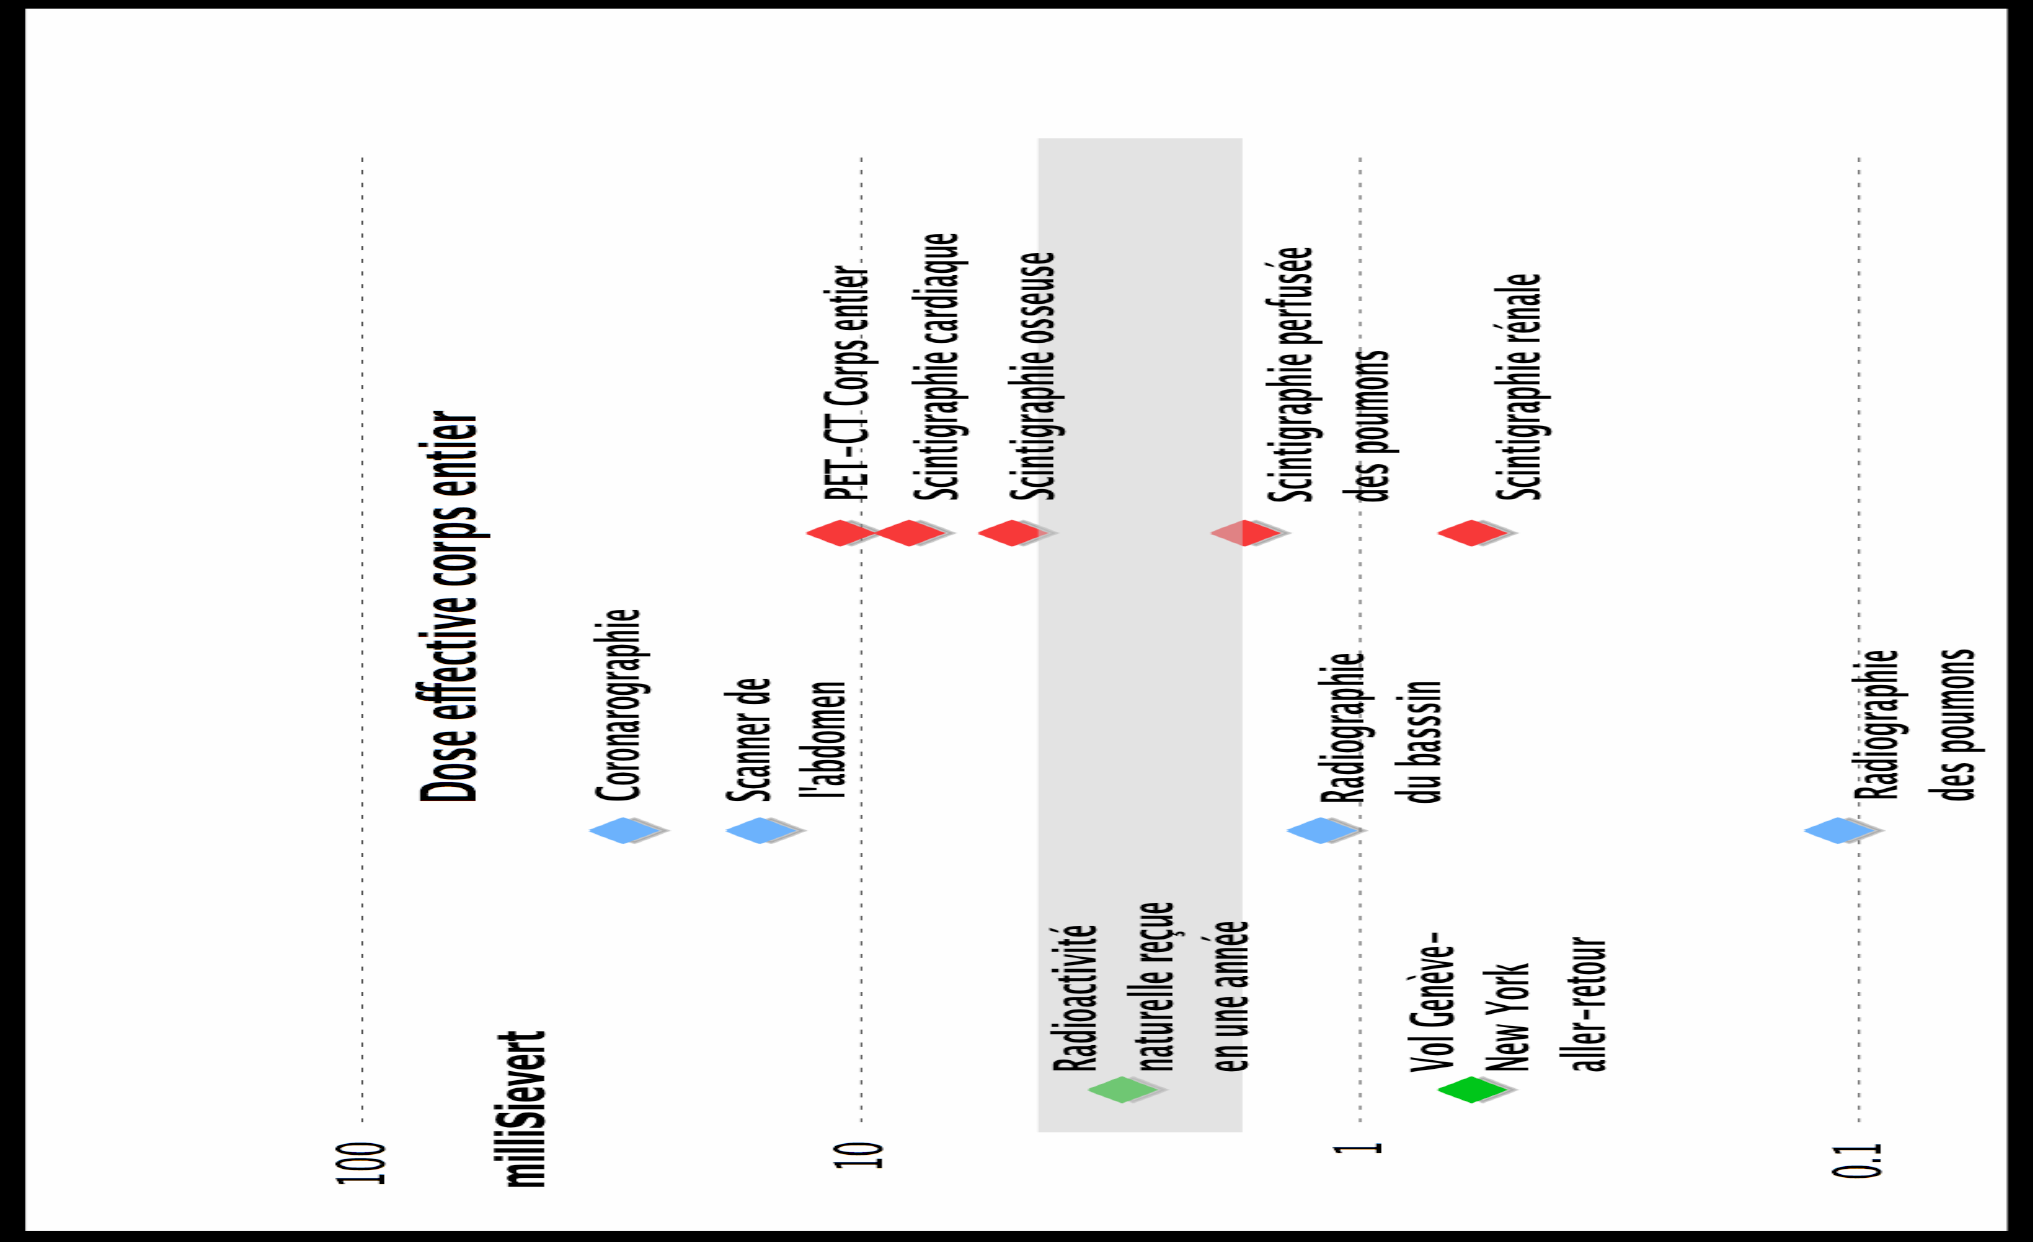 Dose effective corps entier
milliSievert
100
10
1
0.1
PET-CT Corps entier
Scintigraphie cardiaque
Scintigraphie osseuse
Scintigraphie perfusée
des poumons
Scintigraphie rénale
Coronarographie
Scanner de
l'abdomen
Radiographie
du bassin
Radiographie
des poumons
Radioactivité
naturelle reçue
en une année
Vol Genève-
New York
aller-retour